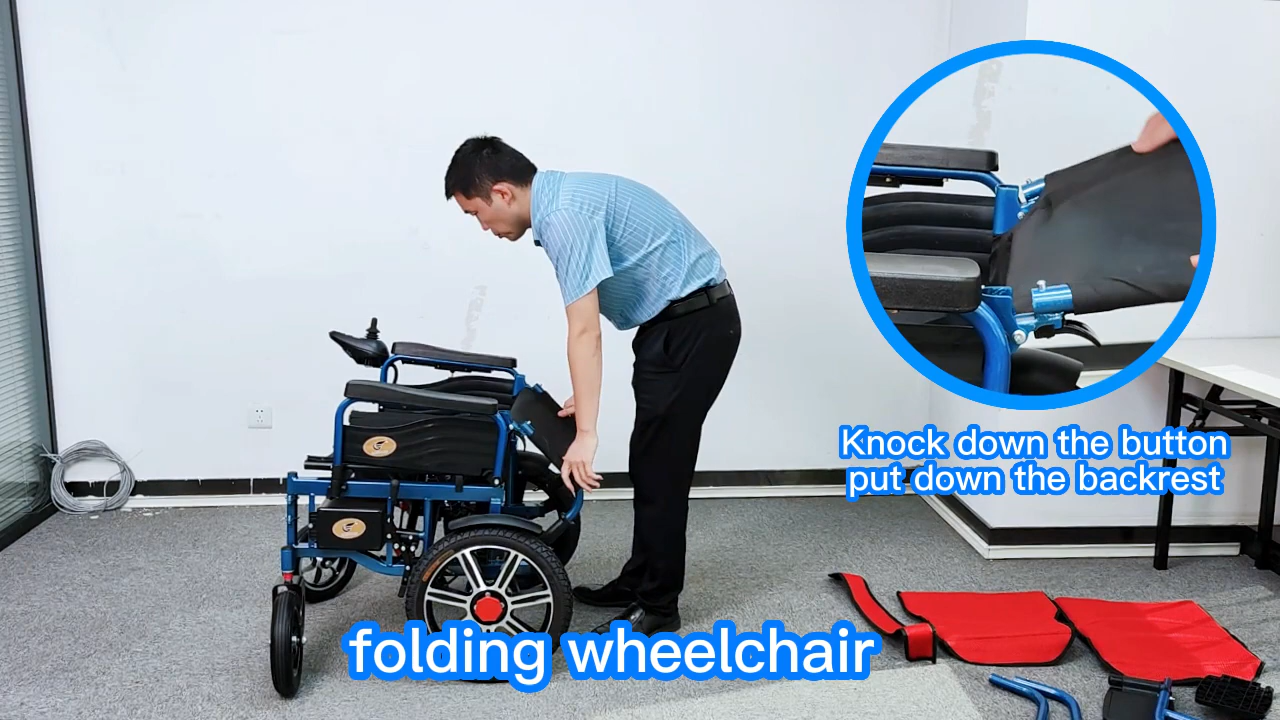 Knock down the button
put down the backrest
folding wheelchair